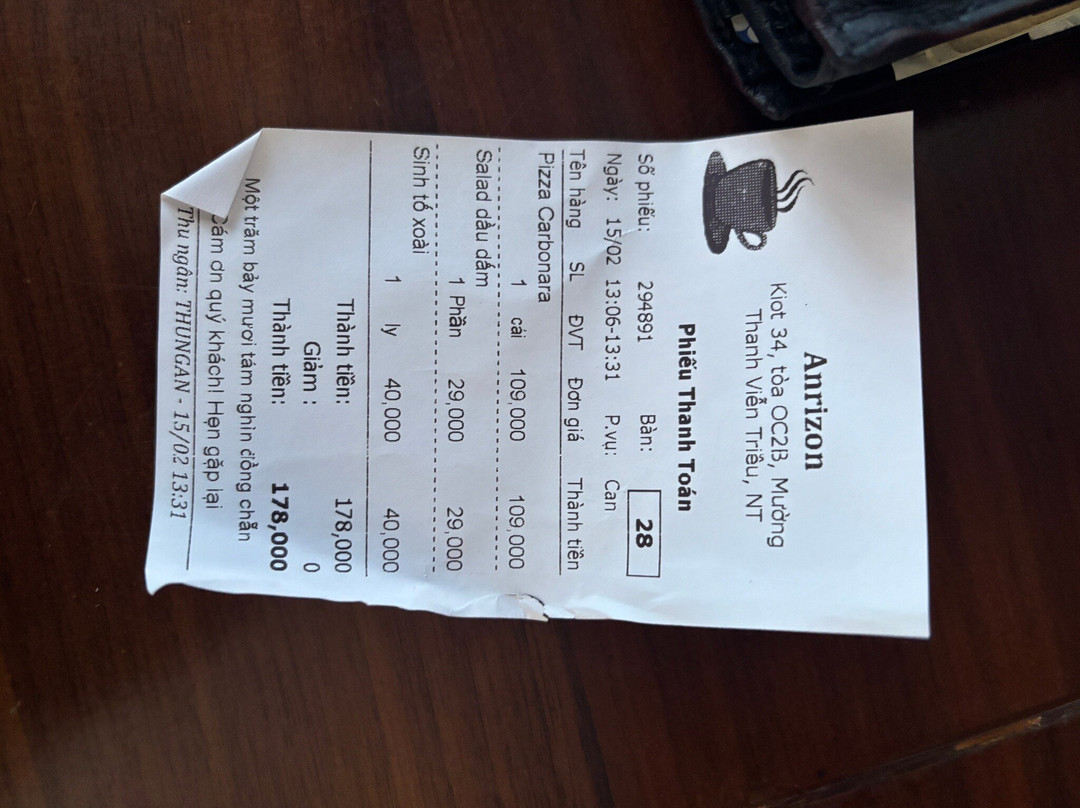 Anrizon
Kiot 34, tòa OC2B, Mường
Thanh Viễn Triều, NT
Phiếu Thanh Toán
Số phiếu: 294891 Bàn: 28
Ngày: 15/02 13:06-13:31 P.vụ: Can
Tên hàng SL ĐVT Đơn giá Thành tiền
Pizza Carbonara
1 cái 109,000 109,000
Salad dầu dấm
1 Phần 29,000 29,000
Sinh tố xoài
1 ly 40,000 40,000
Thành tiền: 178,000
Giảm : 0
Thành tiền: 178,000
Một trăm bảy mươi tám nghìn đồng chẵn
ơn quý khách! Hẹn gặp lại
Thu ngân: THUNGAN - 15/02 13:31